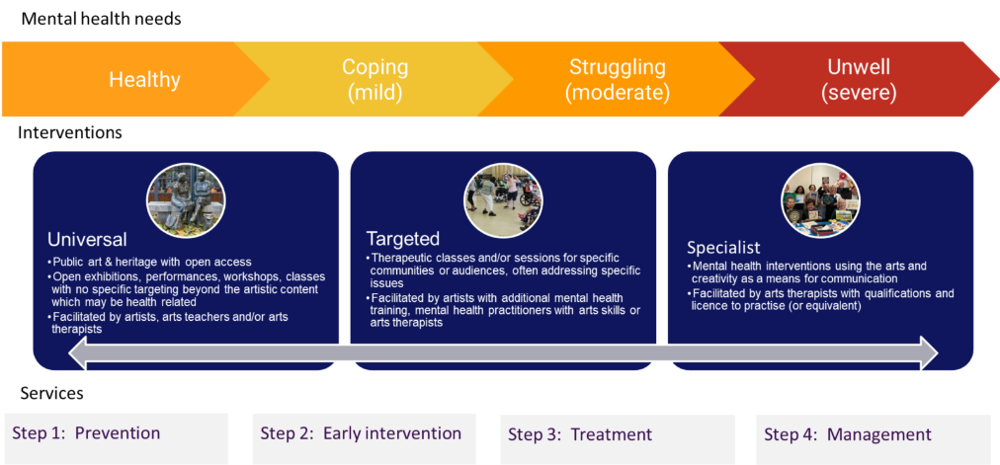 Mental health needs
Healthy
Coping
(mild)
Struggling
(moderate)
Unwell
(severe)
Interventions
Universal
•Public art & heritage with open access
•Open exhibitions, performances, workshops, classes
with no specific targeting beyond the artistic content
which may be health related
•Facilitated by artists, arts teachers and/or arts
therapists
Targeted
•Therapeutic classes and/or sessions for specific
communities or audiences, often addressing specific
issues
•Facilitated by artists with additional mental health
training, mental health practitioners with arts skills or
arts therapists
Specialist
•Mental health interventions using the arts and
creativity as a means for communication
•Facilitated by arts therapists with qualifications and
licence to practise (or equivalent)
Services
Step 1: Prevention
Step 2: Early intervention
Step 3: Treatment
Step 4: Management